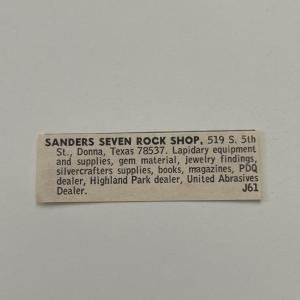 SANDERS SEVEN ROCK SHOP, 519 S. 5th
St., Donna, Texas 78537. Lapidary equipment
and supplies, gem material, jewelry findings,
silvercrafters supplies, books, magazines, PDQ
dealer, Highland Park dealer, United Abrasives
Dealer. J61